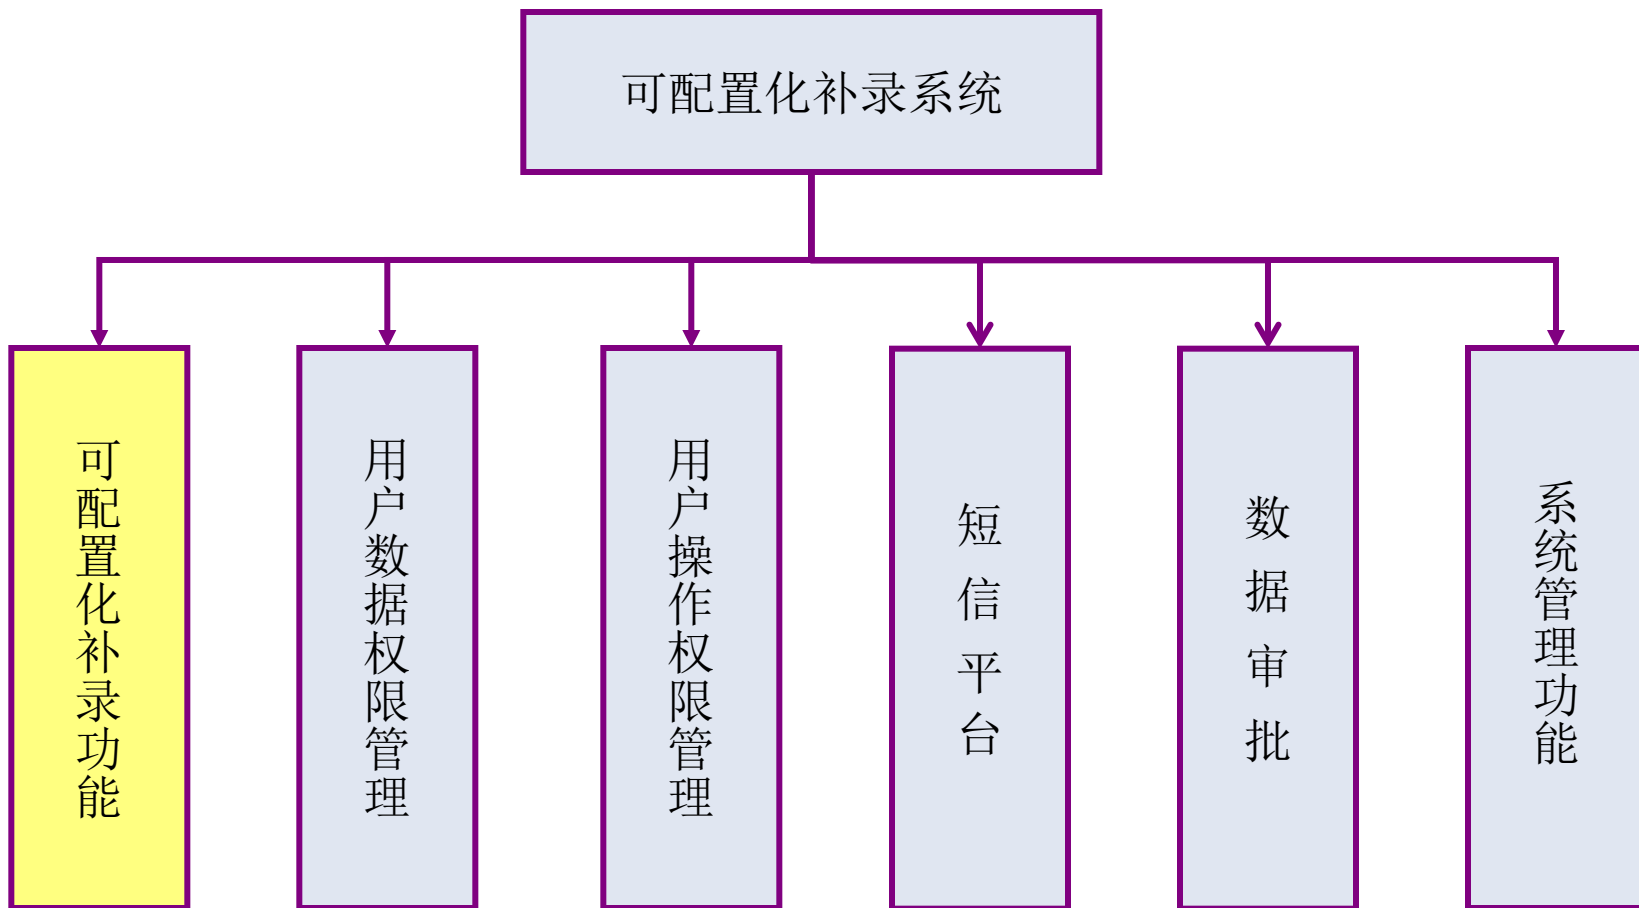 可配置化补录系统
可配置化补录功能
用户数据权限管理
用户操作权限管理
短信平台
数据审批
系统管理功能